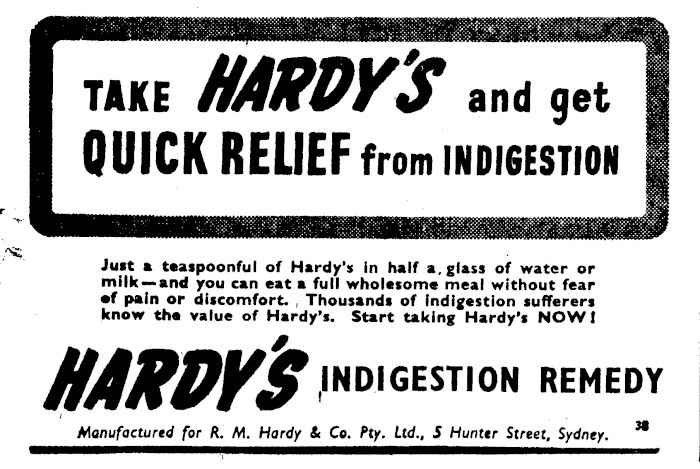 TAKE HARDY'S and get
QUICK RELIEF from INDIGESTION
Just a teaspoonful of Hardy's in half a glass of water or
milk—and you can eat a full wholesome meal without fear
of pain or discomfort. Thousands of indigestion sufferers
know the value of Hardy's. Start taking Hardy's NOW!
HARDY'S INDIGESTION REMEDY
Manufactured for R. M. Hardy & Co. Pty. Ltd., 5 Hunter Street, Sydney. 38